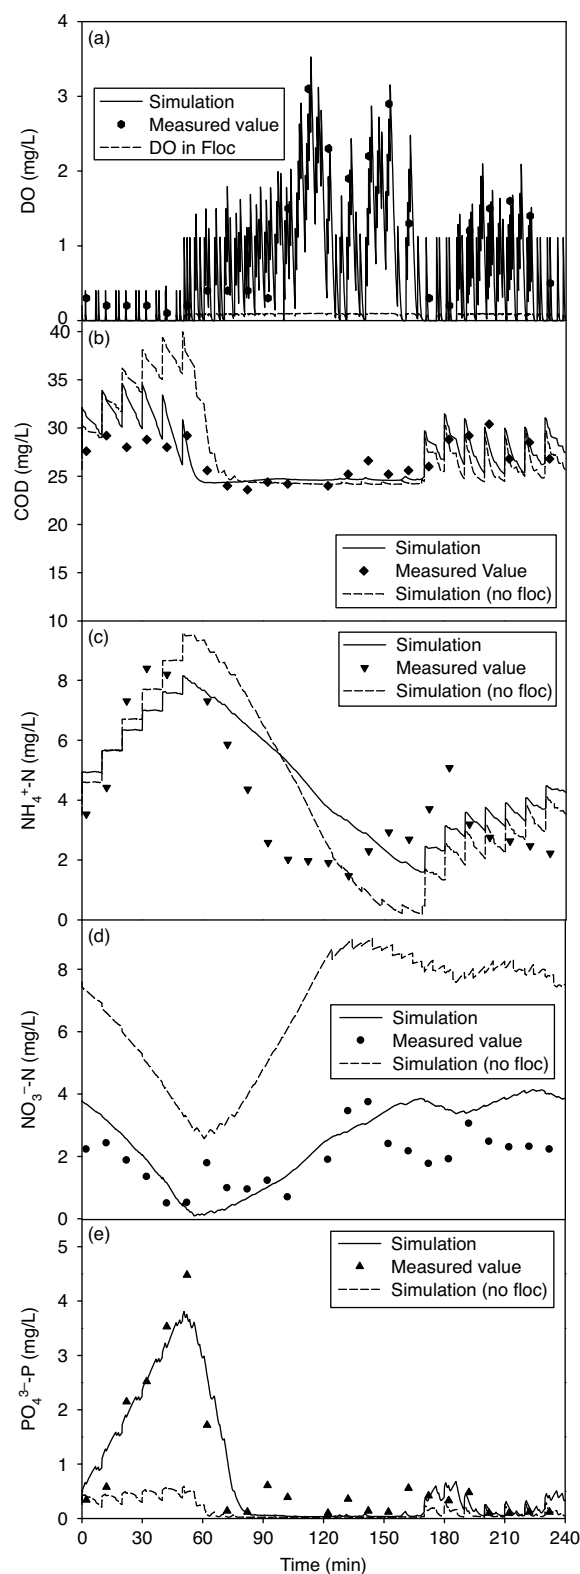 (a)
4
3
2
1
0
DO (mg/L)
Simulation
Measured value
DO in Floc
(b)
40
35
30
25
20
15
10
COD (mg/L)
Simulation
Measured Value
Simulation (no floc)
(c)
8
6
4
2
0
NH₄⁺-N (mg/L)
Simulation
Measured value
Simulation (no floc)
(d)
8
6
4
2
0
NO₃⁻-N (mg/L)
Simulation
Measured value
Simulation (no floc)
(e)
5
4
3
2
1
0
PO₄³⁻-P (mg/L)
Simulation
Measured value
Simulation (no floc)
0 30 60 90 120 150 180 210 240
Time (min)